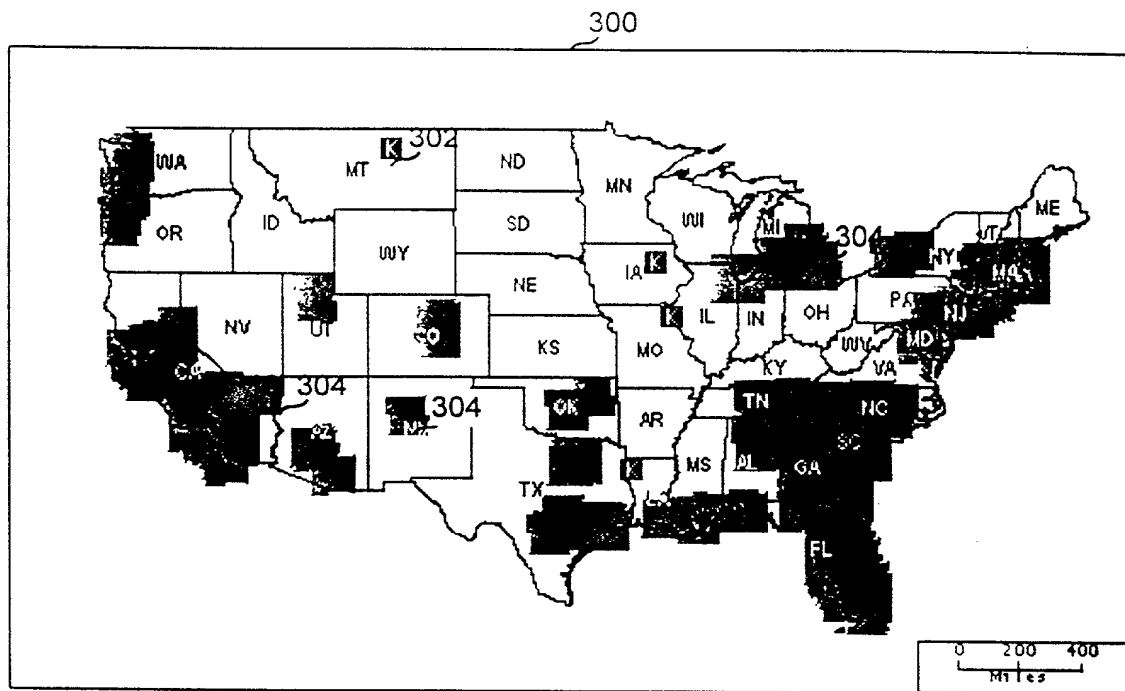 300
K 302
WA
MT
ND
MN
ME
OR
ID
SD
WI
MI
304
VT
NY
WY
IA K
MA
NE
K
IL
IN
OH
PA
NJ
NV
UT
KS
MO
WV
MD
VA
KY
CA
304
304
OK
TN
NC
AZ
AR
SC
K
MS
AL
GA
TX
FL
0 200 400
Miles